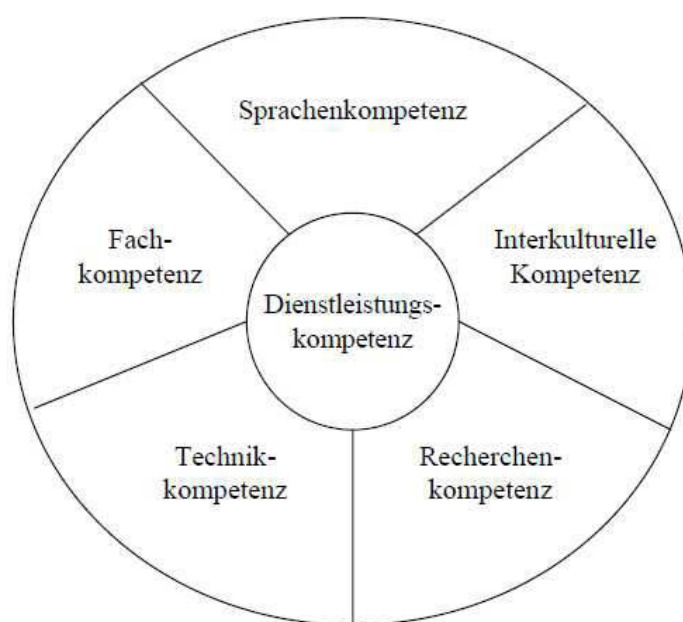 Sprachenkompetenz
Fach-
kompetenz
Interkulturelle
Kompetenz
Dienstleistungs-
kompetenz
Technik-
kompetenz
Recherchen-
kompetenz